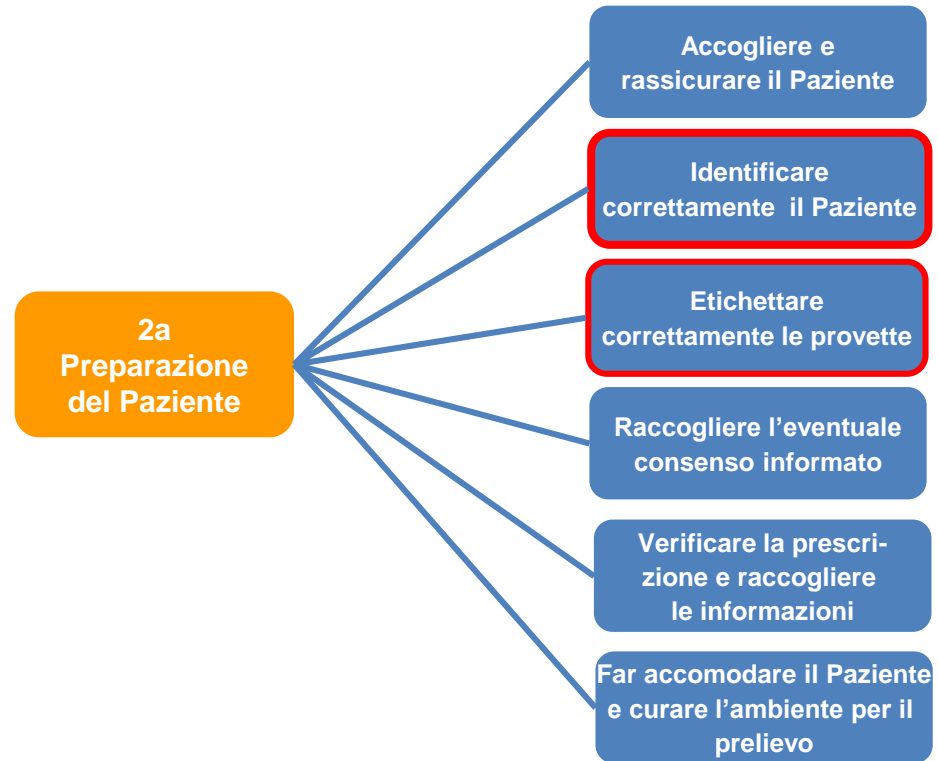 2a
Preparazione
del Paziente
Accogliere e
rassicurare il Paziente
Identificare
correttamente il Paziente
Etichettare
correttamente le provette
Raccogliere l’eventuale
consenso informato
Verificare la prescri-
zione e raccogliere
le informazioni
Far accomodare il Paziente
e curare l’ambiente per il
prelievo